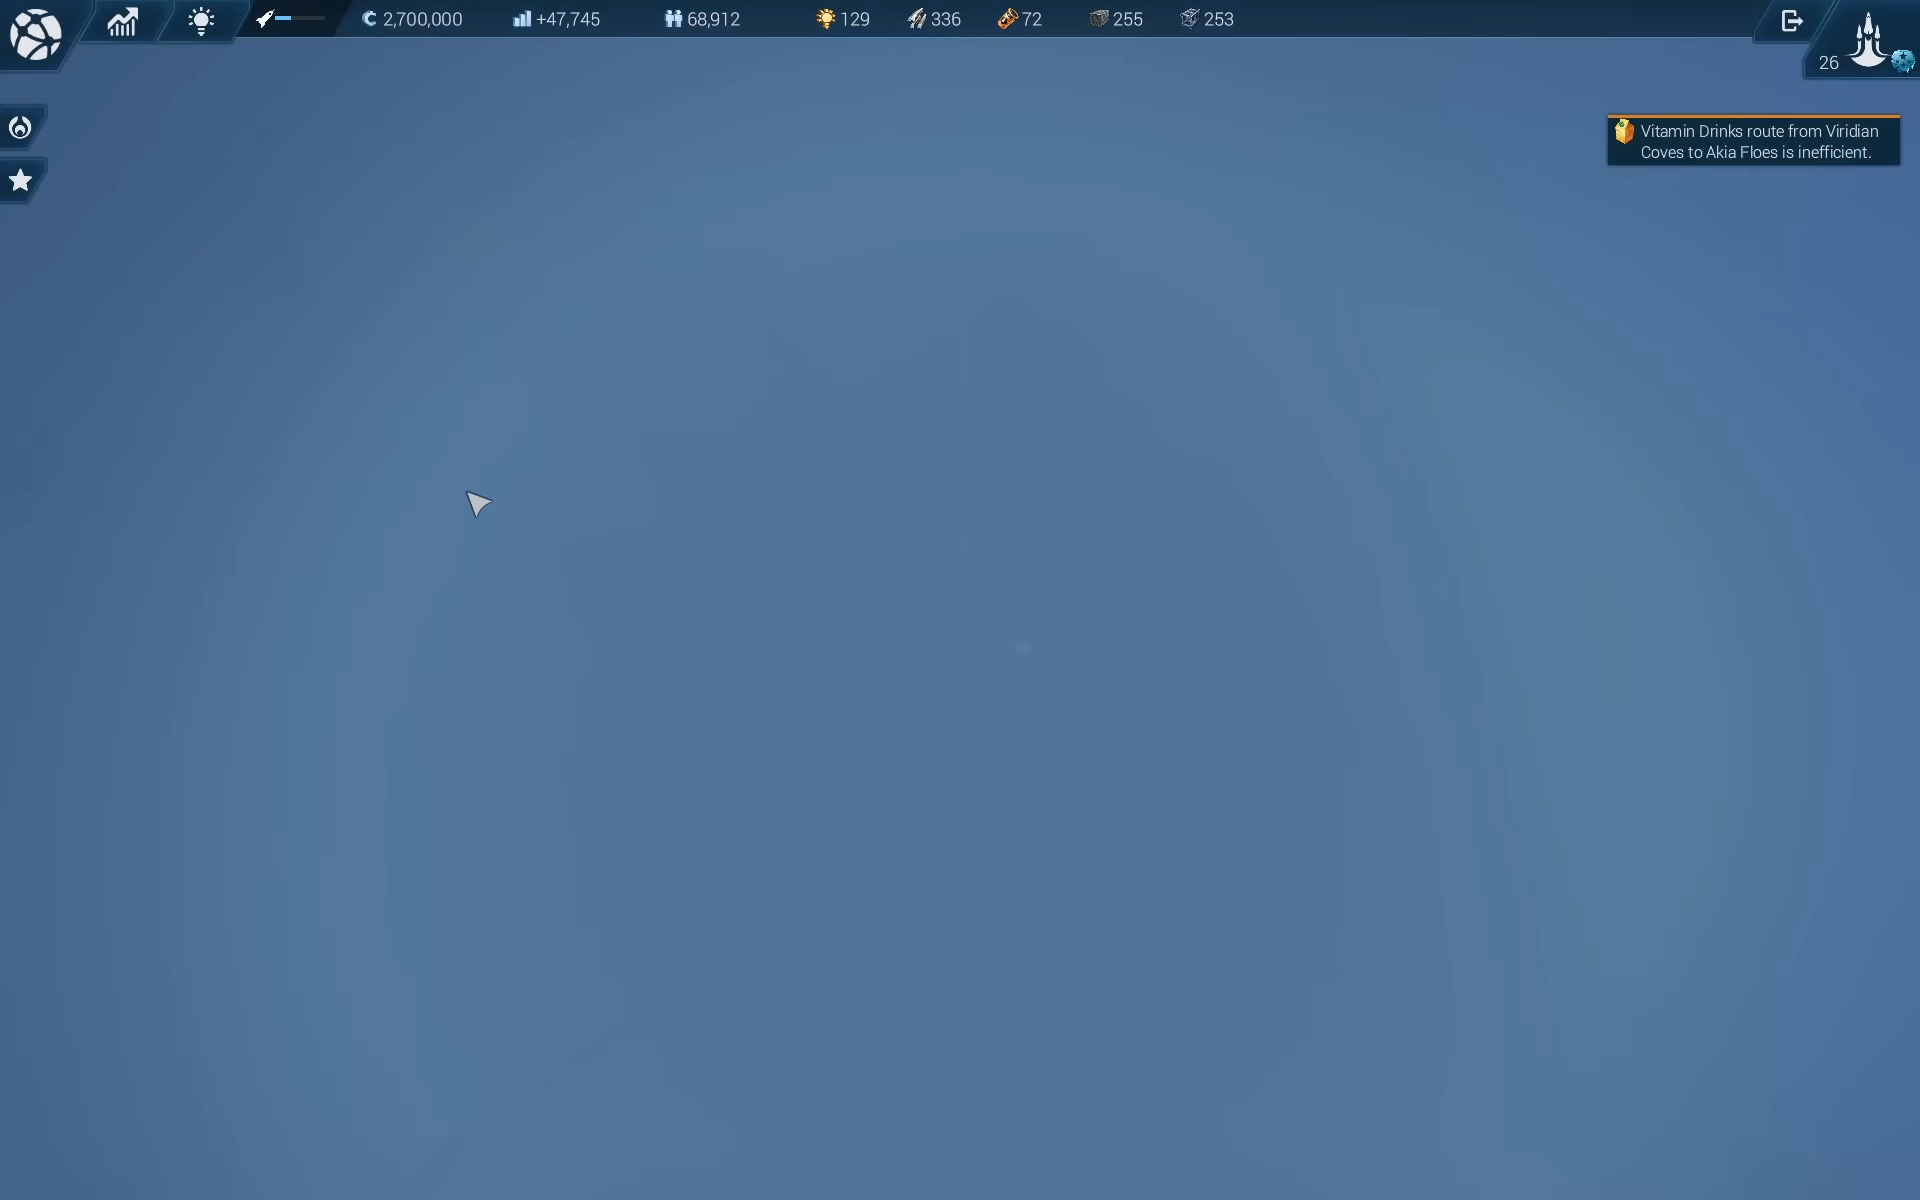 2,700,000 +47,745 68,912 129 336 72 255 253
26
Vitamin Drinks route from Viridian
Coves to Akia Floes is inefficient.